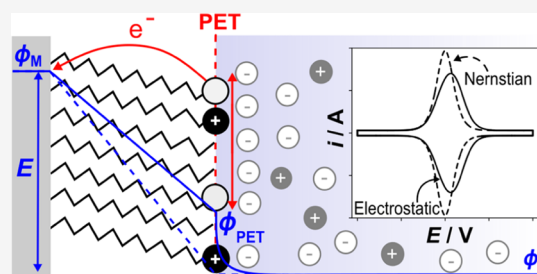 PET
e⁻
ϕM
E
ϕPET
ϕ
Nernstian
i / A
Electrostatic
E / V
+
-